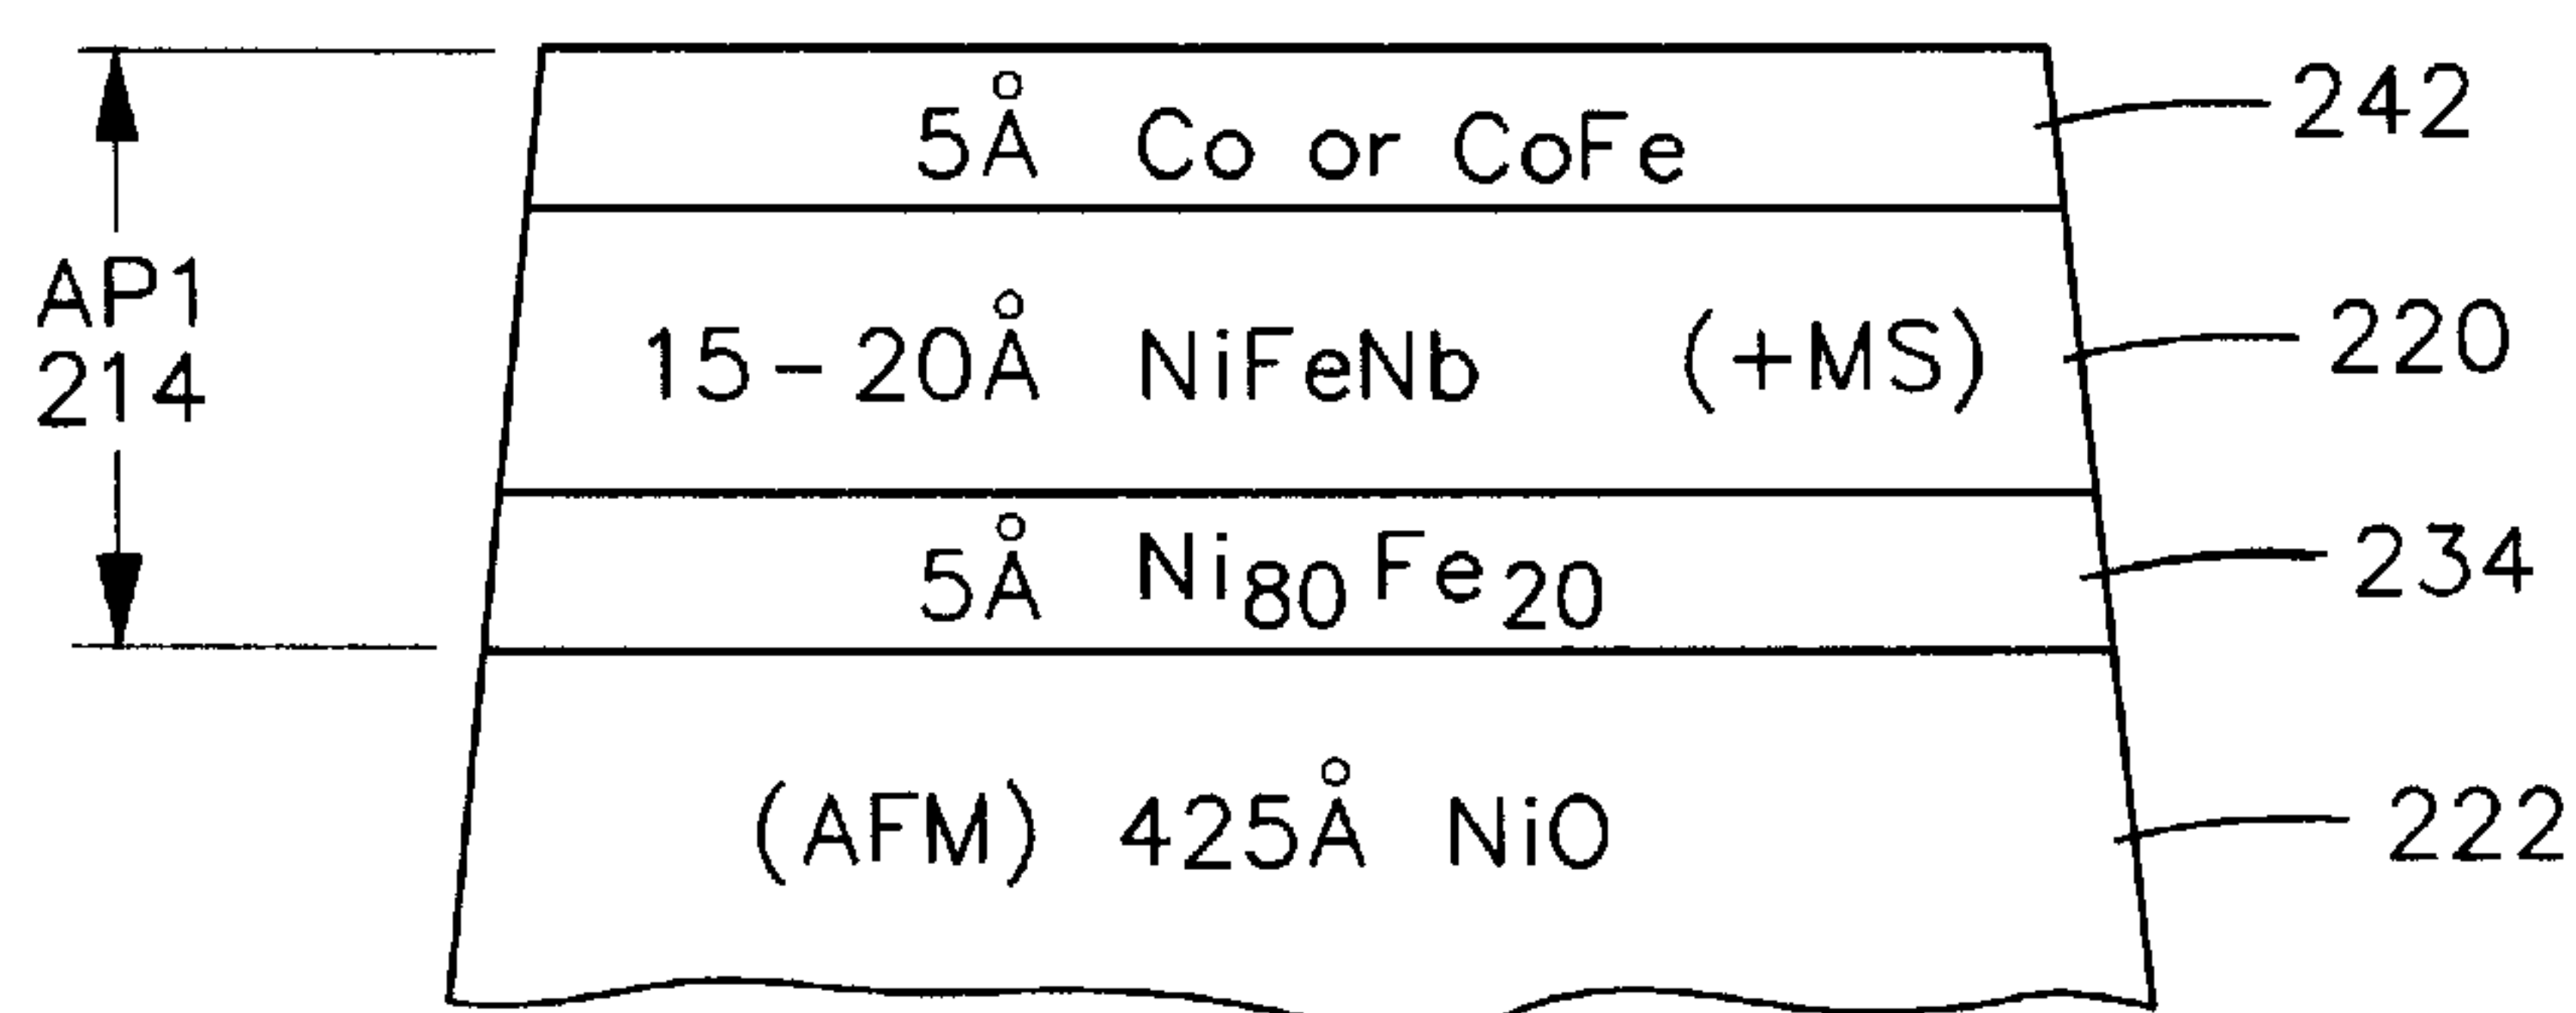 5Å Co or CoFe
242
AP1
214
15-20Å NiFeNb (+MS)
220
5Å Ni80Fe20
234
(AFM) 425Å NiO
222